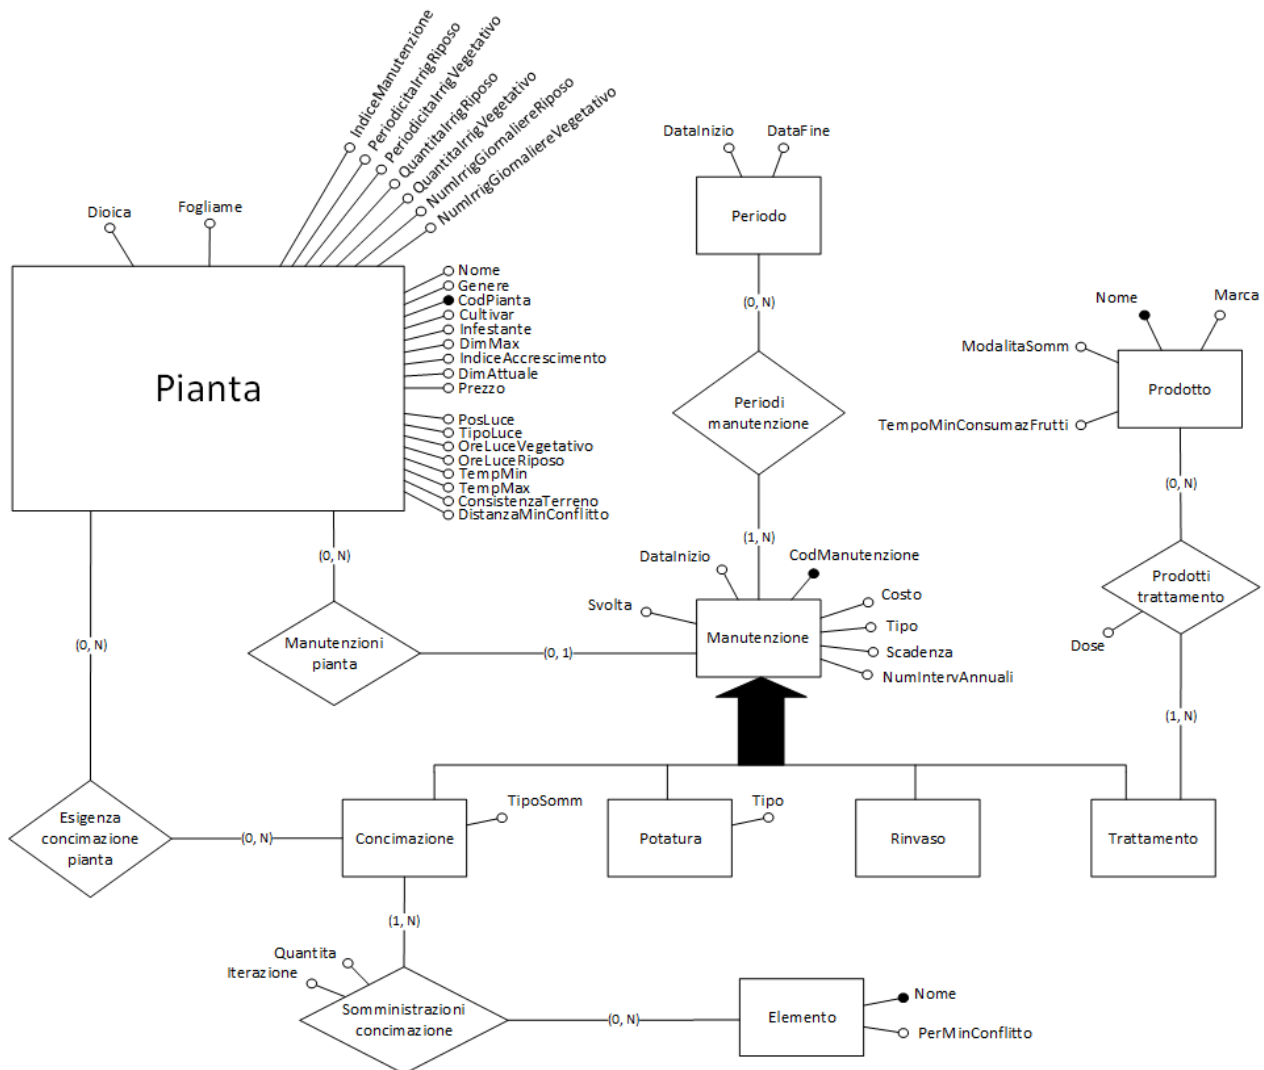 IndiceManutenzione
PeriodicitaIrrigRiposo
PeriodicitaIrrigVegetativo
QuantitaIrrigRiposo
QuantitaIrrigVegetativo
NumIrrigGiornaliereRiposo
NumIrrigGiornaliereVegetativo
Dioica
Fogliame
DataInizio
DataFine
Periodo
Nome
Genere
CodPianta
Cultivar
Infestante
DimMax
IndiceAccrescimento
DimAttuale
Prezzo
Pianta
PosLuce
TipoLuce
OreLuceVegetativo
OreLuceRiposo
TempMin
TempMax
ConsistenzaTerreno
DistanzaMinConflitto
(0, N)
Nome
Marca
ModalitaSomm
Prodotto
TempoMinConsumazFrutti
Periodi
manutenzione
(0, N)
(0, N)
(1, N)
DataInizio
CodManutenzione
Svolta
Costo
Tipo
Manutenzione
Scadenza
NumIntervAnnuali
Prodotti
trattamento
Dose
(0, N)
Manutenzioni
pianta
(0, 1)
(1, N)
Esigenza
concimazione
pianta
(0, N)
TipoSomm
Concimazione
Tipo
Potatura
Rinvaso
Trattamento
(1, N)
Quantita
Iterazione
Somministrazioni
concimazione
(0, N)
Nome
Elemento
PerMinConflitto